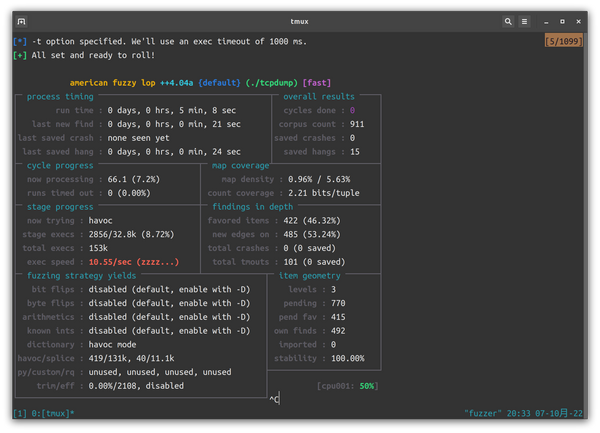 tmux
[*] -t option specified. We'll use an exec timeout of 1000 ms.
[5/1099]
[+] All set and ready to roll!
american fuzzy lop ++4.04a {default} (./tcpdump) [fast]
process timing
overall results
run time : 0 days, 0 hrs, 5 min, 8 sec
cycles done : 0
last new find : 0 days, 0 hrs, 0 min, 21 sec
corpus count : 911
last saved crash : none seen yet
saved crashes : 0
last saved hang : 0 days, 0 hrs, 0 min, 24 sec
saved hangs : 15
cycle progress
map coverage
now processing : 66.1 (7.2%)
map density : 0.96% / 5.63%
runs timed out : 0 (0.00%)
count coverage : 2.21 bits/tuple
stage progress
findings in depth
now trying : havoc
favored items : 422 (46.32%)
stage execs : 2856/32.8k (8.72%)
new edges on : 485 (53.24%)
total execs : 153k
total crashes : 0 (0 saved)
exec speed : 10.55/sec (zzzz...)
total tmouts : 101 (0 saved)
fuzzing strategy yields
item geometry
bit flips : disabled (default, enable with -D)
levels : 3
byte flips : disabled (default, enable with -D)
pending : 770
arithmetics : disabled (default, enable with -D)
pend fav : 415
known ints : disabled (default, enable with -D)
own finds : 492
dictionary : havoc mode
imported : 0
havoc/splice : 419/131k, 40/11.1k
stability : 100.00%
py/custom/rq : unused, unused, unused, unused
trim/eff : 0.00%/2108, disabled
[cpu001: 50%]
^C
[1] 0:[tmux]*
"fuzzer" 20:33 07-10月-22